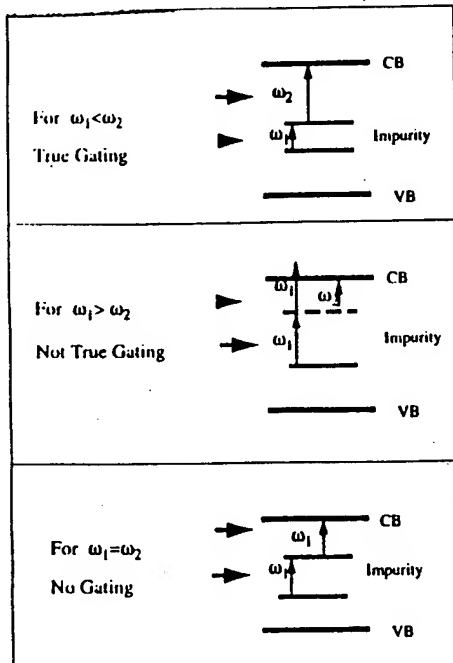 CB
ω₂
For ω₁<ω₂
ω₁ Impurity
True Gating
VB
CB
ω₁ ω₂
For ω₁> ω₂
ω₁ Impurity
Not True Gating
VB
CB
ω₁
For ω₁=ω₂
ω₁ Impurity
No Gating
VB